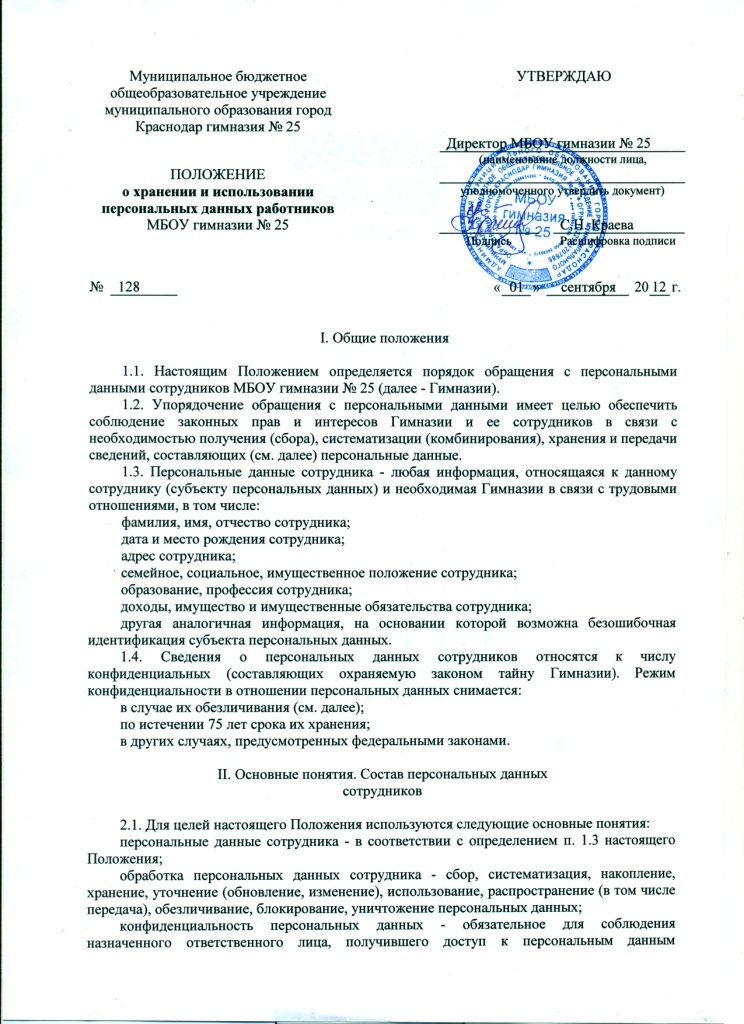 Муниципальное бюджетное
общеобразовательное учреждение
муниципального образования город
Краснодар гимназия № 25
ПОЛОЖЕНИЕ
о хранении и использовании
персональных данных работников
МБОУ гимназии № 25
№ 128
УТВЕРЖДАЮ
Директор МБОУ гимназии № 25
(наименование должности лица,
уполномоченного утвердить документ)
С.Н. Краева
Подпись Расшифровка подписи
« 01 » сентября 20 12 г.
МБОУ
гимназия
№ 25
I. Общие положения
1.1. Настоящим Положением определяется порядок обращения с персональными
данными сотрудников МБОУ гимназии № 25 (далее - Гимназии).
1.2. Упорядочение обращения с персональными данными имеет целью обеспечить
соблюдение законных прав и интересов Гимназии и ее сотрудников в связи с
необходимостью получения (сбора), систематизации (комбинирования), хранения и передачи
сведений, составляющих (см. далее) персональные данные.
1.3. Персональные данные сотрудника - любая информация, относящаяся к данному
сотруднику (субъекту персональных данных) и необходимая Гимназии в связи с трудовыми
отношениями, в том числе:
фамилия, имя, отчество сотрудника;
дата и место рождения сотрудника;
адрес сотрудника;
семейное, социальное, имущественное положение сотрудника;
образование, профессия сотрудника;
доходы, имущество и имущественные обязательства сотрудника;
другая аналогичная информация, на основании которой возможна безошибочная
идентификация субъекта персональных данных.
1.4. Сведения о персональных данных сотрудников относятся к числу
конфиденциальных (составляющих охраняемую законом тайну Гимназии). Режим
конфиденциальности в отношении персональных данных снимается:
в случае их обезличивания (см. далее);
по истечении 75 лет срока их хранения;
в других случаях, предусмотренных федеральными законами.
II. Основные понятия. Состав персональных данных
сотрудников
2.1. Для целей настоящего Положения используются следующие основные понятия:
персональные данные сотрудника - в соответствии с определением п. 1.3 настоящего
Положения;
обработка персональных данных сотрудника - сбор, систематизация, накопление,
хранение, уточнение (обновление, изменение), использование, распространение (в том числе
передача), обезличивание, блокирование, уничтожение персональных данных;
конфиденциальность персональных данных - обязательное для соблюдения
назначенного ответственного лица, получившего доступ к персональным данным